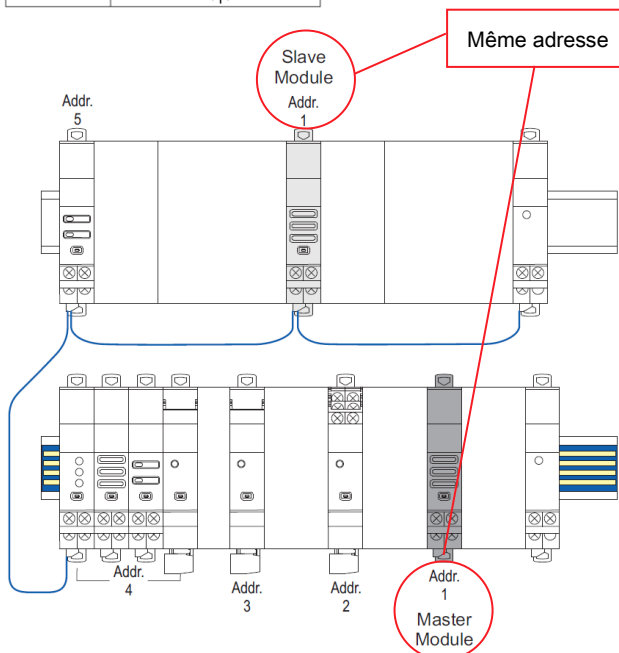 Même adresse
Slave
Module
Addr.
1
Addr.
5
Addr.
4
Addr.
3
Addr.
2
Addr.
1
Master
Module